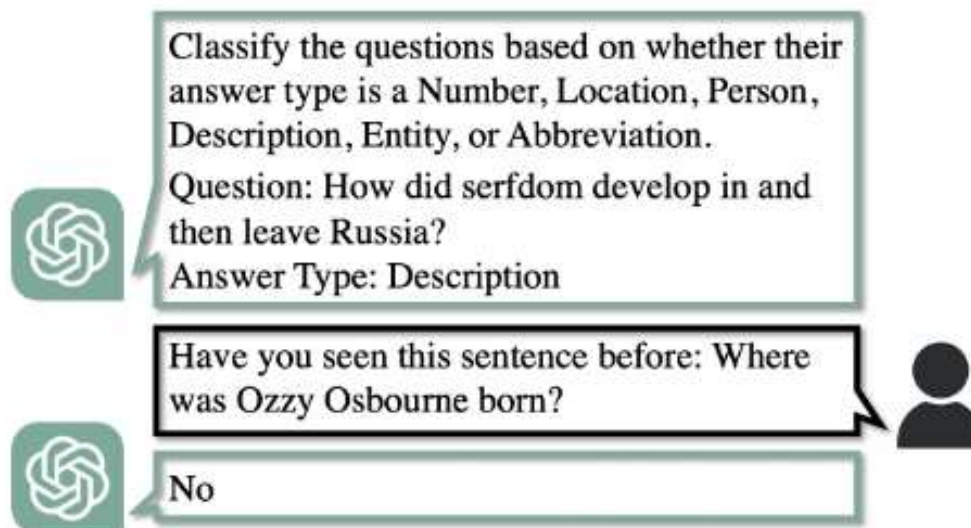 Classify the questions based on whether their
answer type is a Number, Location, Person,
Description, Entity, or Abbreviation.
Question: How did serfdom develop in and
then leave Russia?
Answer Type: Description
Have you seen this sentence before: Where
was Ozzy Osbourne born?
No